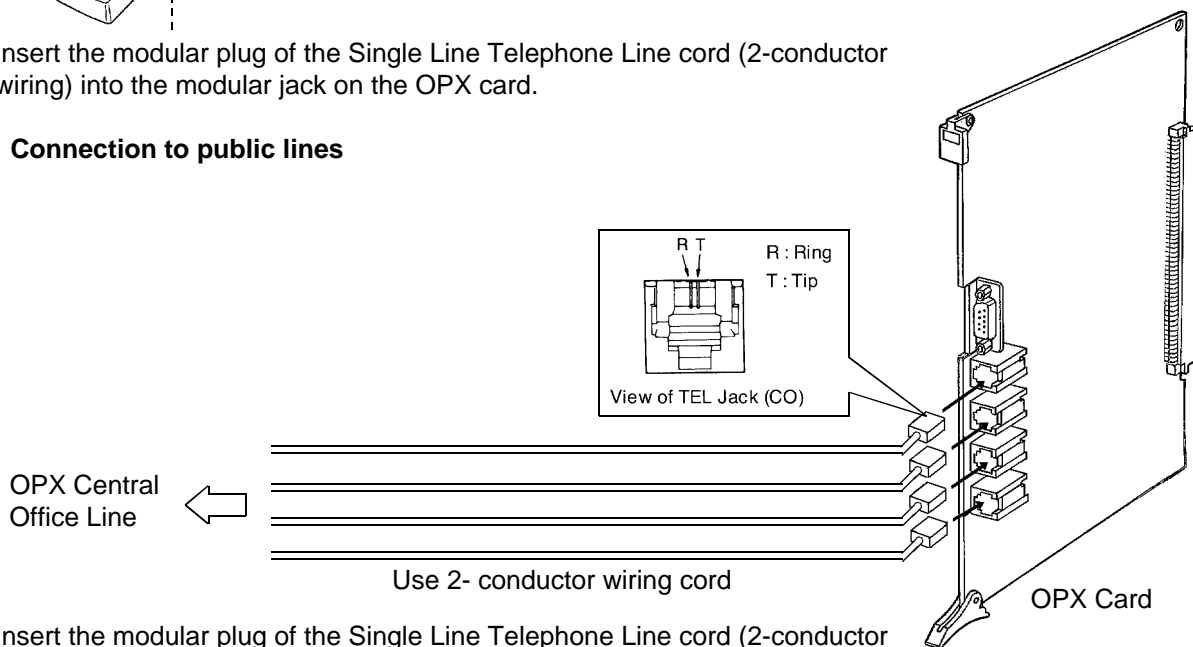 nsert the modular plug of the Single Line Telephone Line cord (2-conductor
wiring) into the modular jack on the OPX card.
Connection to public lines
R T
R : Ring
T : Tip
View of TEL Jack (CO)
OPX Central
Office Line
Use 2- conductor wiring cord
OPX Card
nsert the modular plug of the Single Line Telephone Line cord (2-conductor